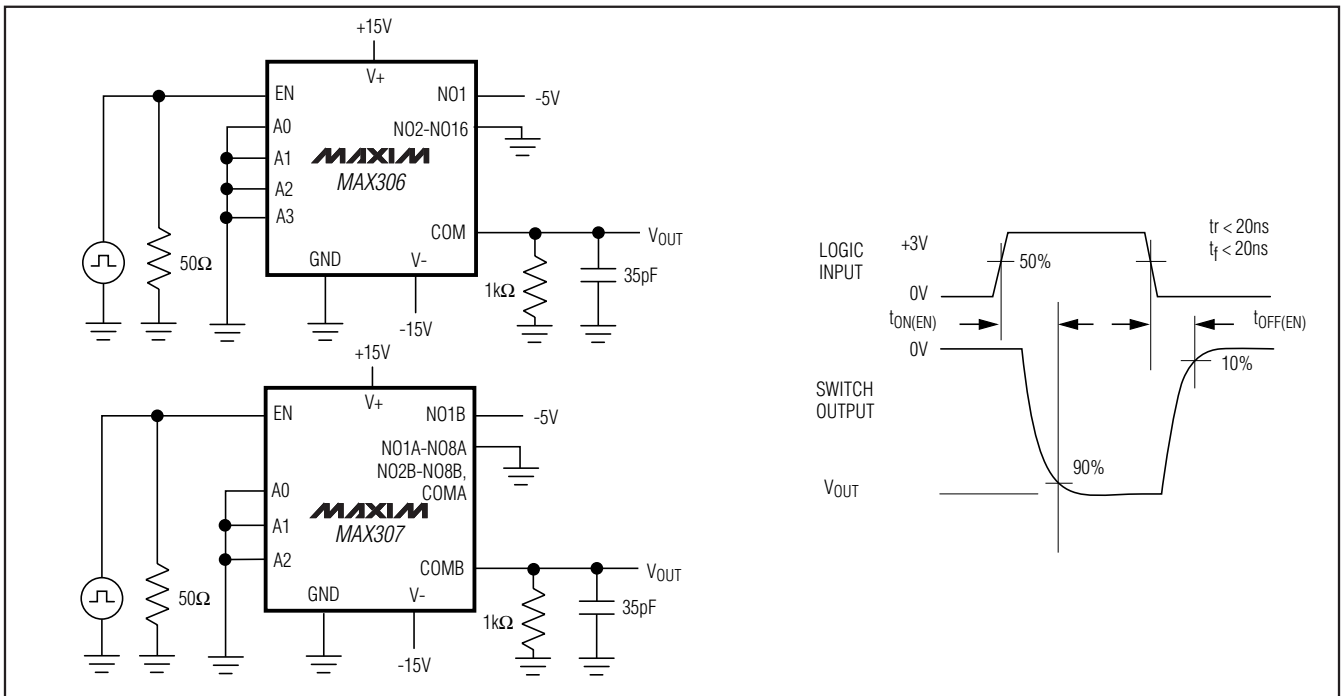 +15V
V+
EN
NO1
-5V
A0
NO2-NO16
A1
MAXIM
MAX306
A2
A3
COM
VOUT
50Ω
GND
V-
1kΩ
35pF
-15V
+15V
V+
EN
NO1B
-5V
NO1A-NO8A
NO2B-NO8B,
COMA
A0
MAXIM
MAX307
A1
A2
COMB
VOUT
50Ω
GND
V-
1kΩ
35pF
-15V
LOGIC
INPUT
+3V
50%
tr < 20ns
tf < 20ns
0V
tON(EN)
tOFF(EN)
0V
10%
SWITCH
OUTPUT
90%
VOUT